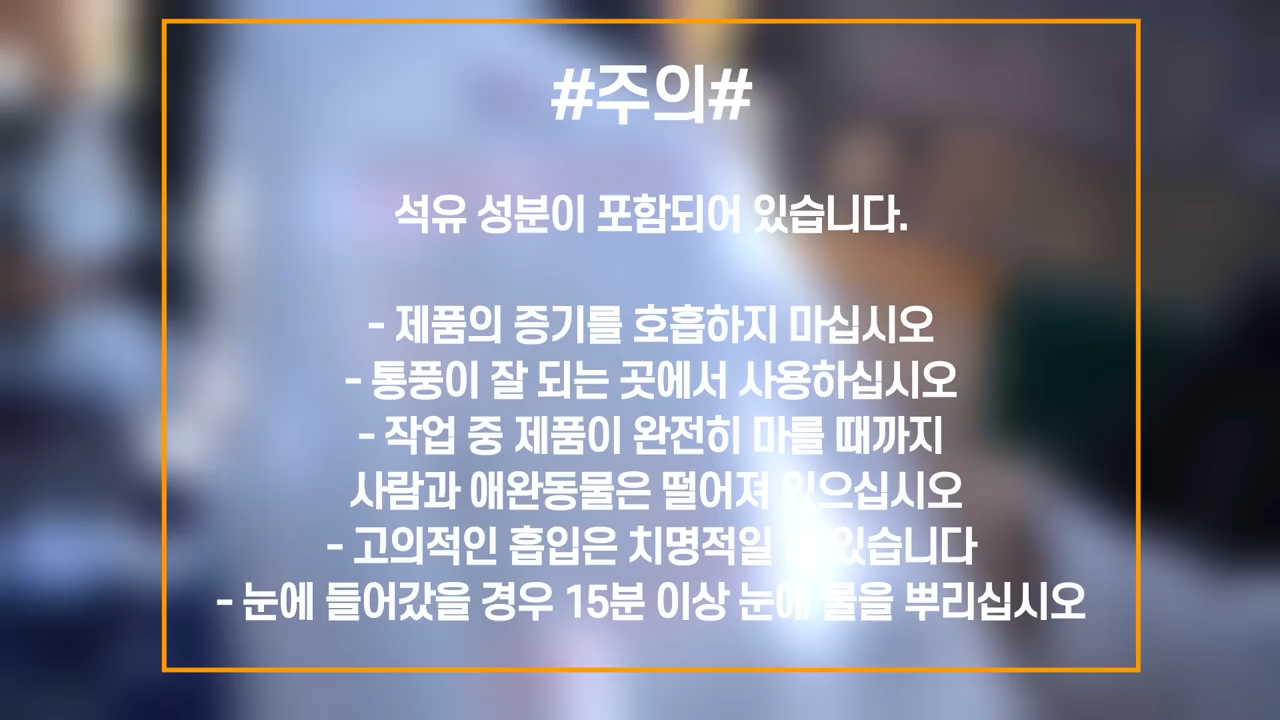 #주의#
석유 성분이 포함되어 있습니다.
- 제품의 증기를 호흡하지 마십시오
- 통풍이 잘 되는 곳에서 사용하십시오
- 작업 중 제품이 완전히 마를 때까지
사람과 애완동물은 떨어져 있으십시오
- 고의적인 흡입은 치명적일 수 있습니다
- 눈에 들어갔을 경우 15분 이상 눈에 물을 뿌리십시오